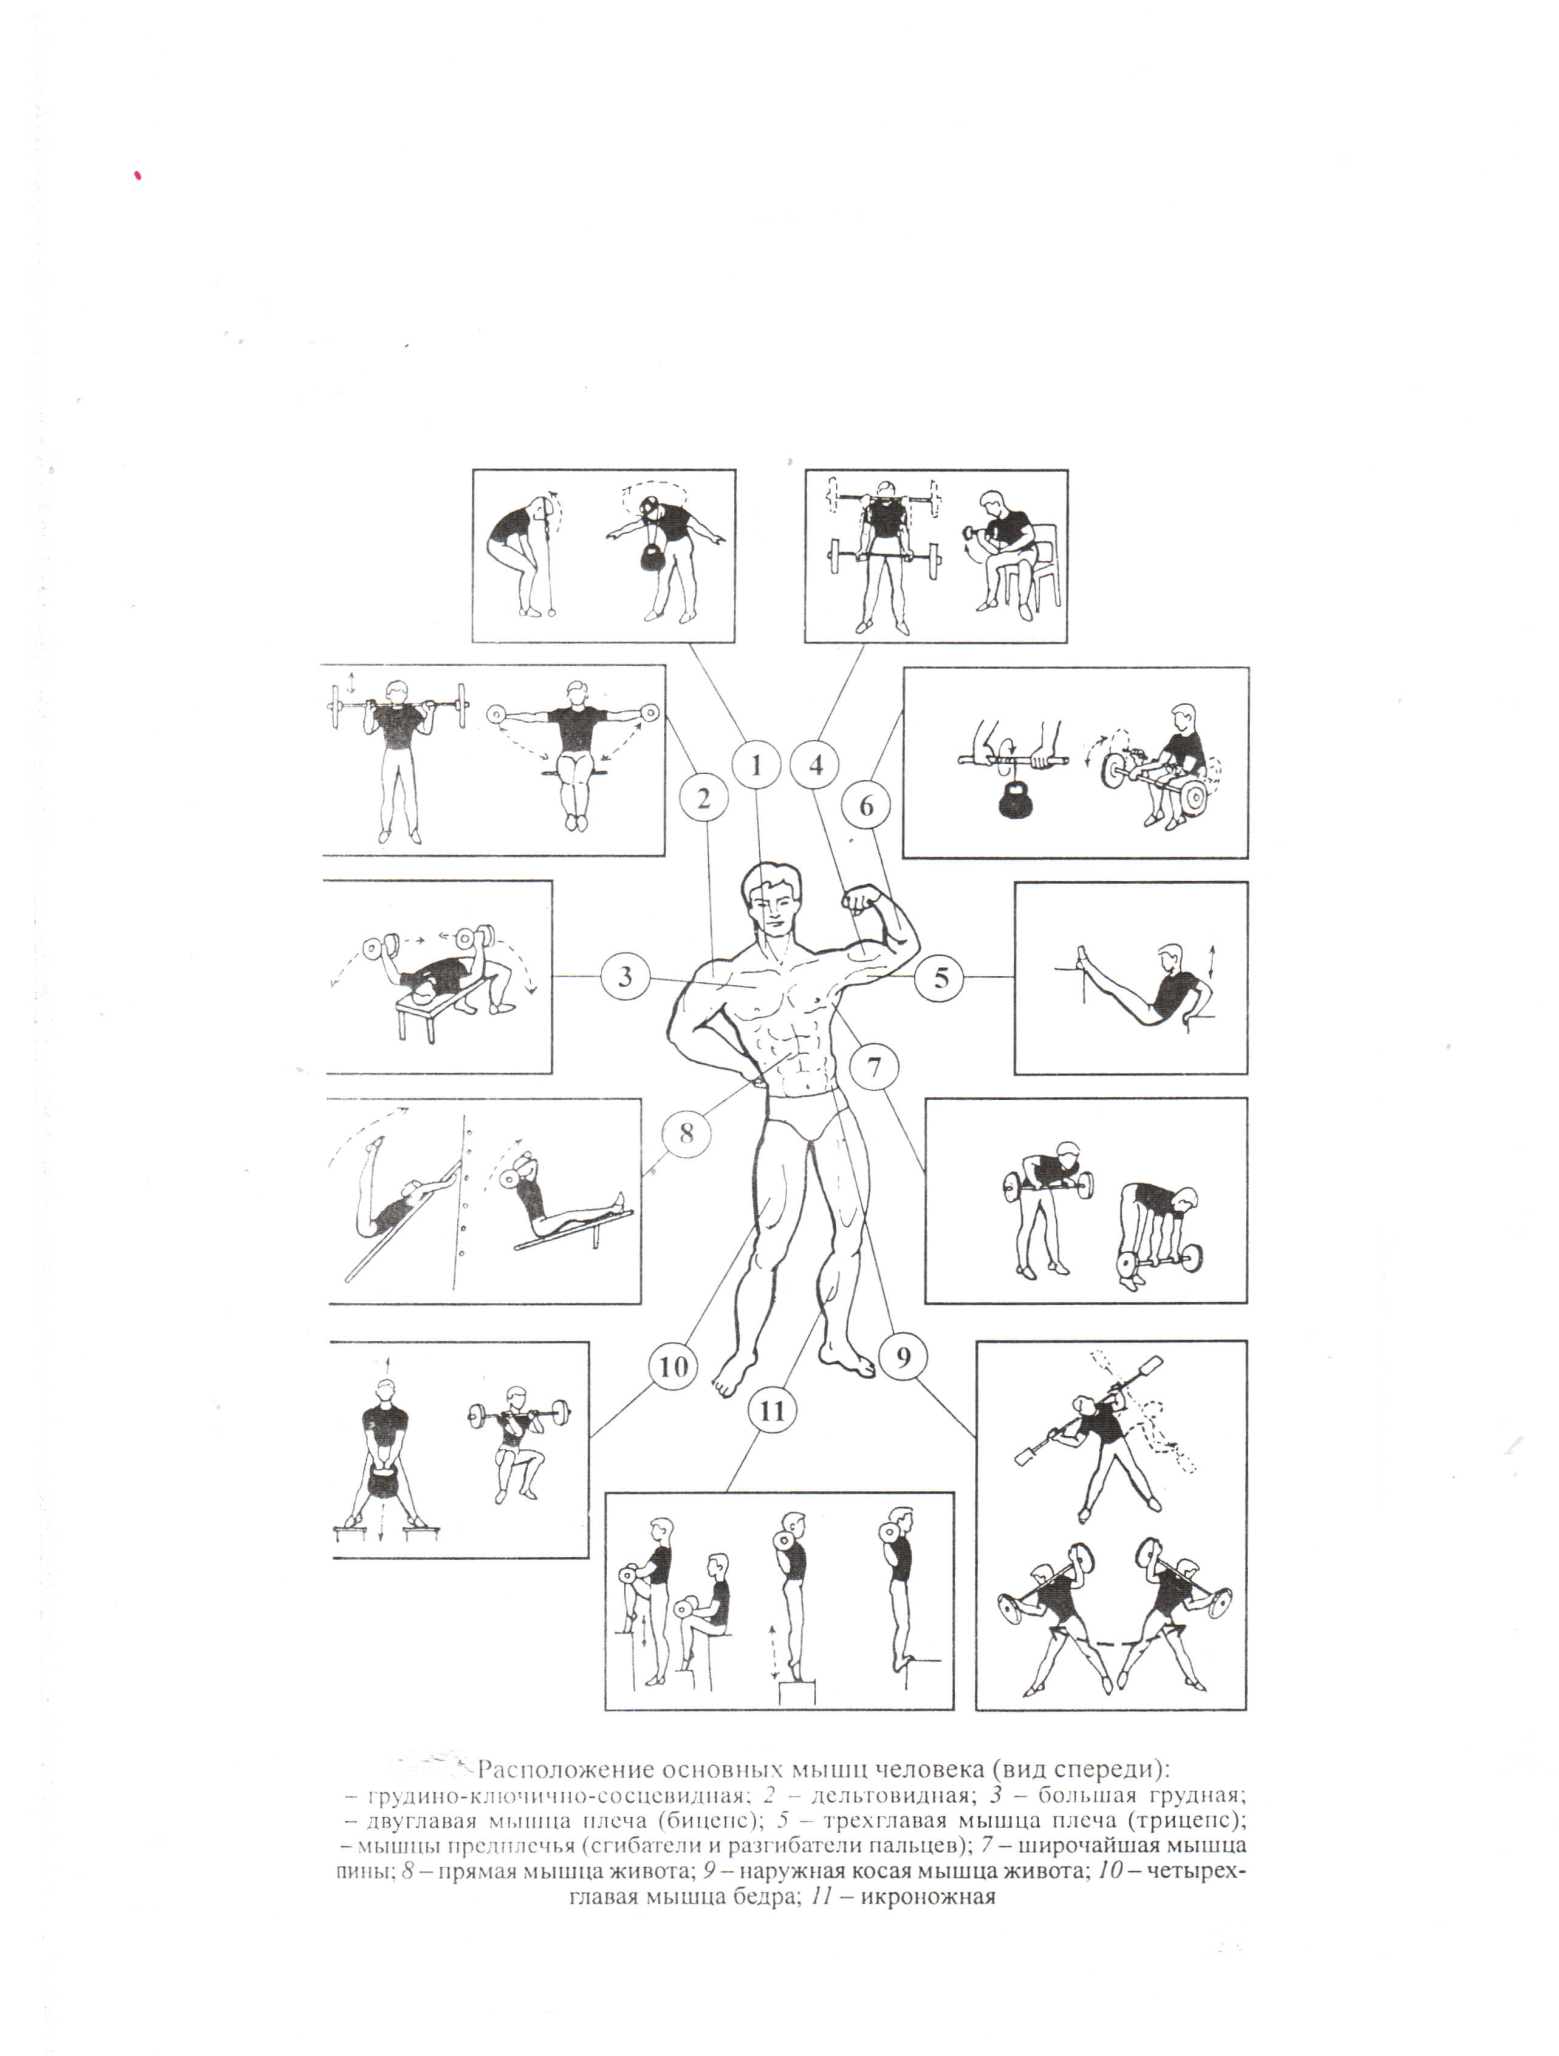 1
4
2
6
3
5
7
8
10
9
11
Расположение основных мышц человека (вид спереди):
– грудино-ключично-сосцевидная; 2 – дельтовидная; 3 – большая грудная;
– двуглавая мышца плеча (бицепс); 5 – трехглавая мышца плеча (трицепс);
– мышцы предплечья (сгибатели и разгибатели пальцев); 7 – широчайшая мышца
пины; 8 – прямая мышца живота; 9 – наружная косая мышца живота; 10 – четырех-
главая мышца бедра; 11 – икроножная